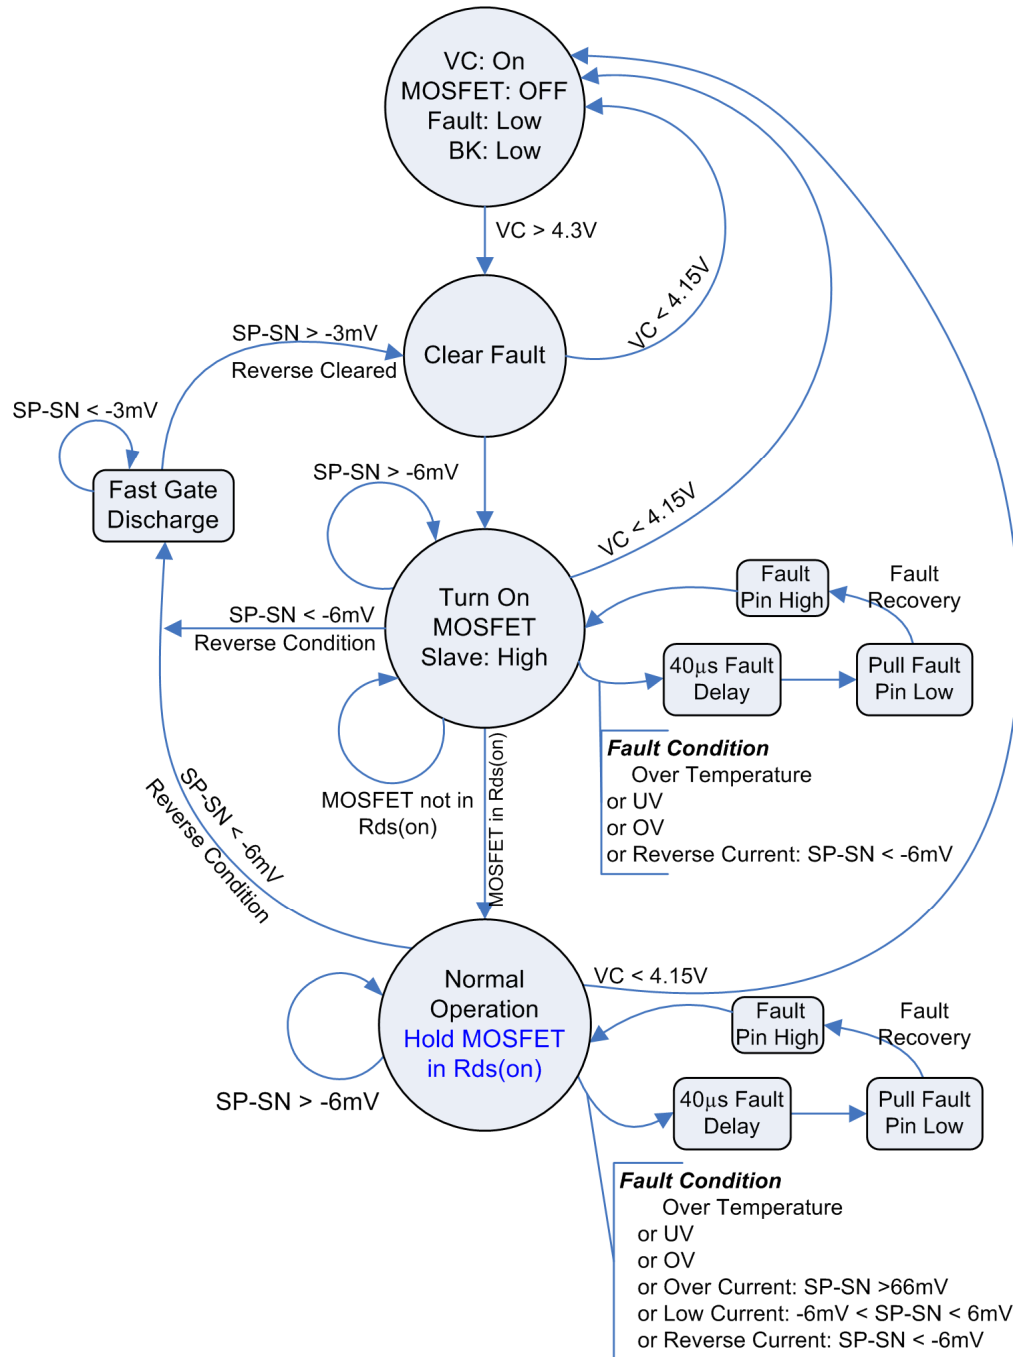 VC: On
MOSFET: OFF
Fault: Low
BK: Low
VC > 4.3V
VC < 4.15V
Clear Fault
SP-SN > -3mV
Reverse Cleared
SP-SN < -3mV
Fast Gate
Discharge
SP-SN > -6mV
VC < 4.15V
SP-SN < -6mV
Reverse Condition
Turn On
MOSFET
Slave: High
Fault
Pin High
Fault
Recovery
40μs Fault
Delay
Pull Fault
Pin Low
MOSFET not in
Rds(on)
MOSFET in Rds(on)
Fault Condition
Over Temperature
or UV
or OV
or Reverse Current: SP-SN < -6mV
SP-SN < -6mV
Reverse Condition
VC < 4.15V
Normal
Operation
Hold MOSFET
in Rds(on)
SP-SN > -6mV
Fault
Pin High
Fault
Recovery
40μs Fault
Delay
Pull Fault
Pin Low
Fault Condition
Over Temperature
or UV
or OV
or Over Current: SP-SN >66mV
or Low Current: -6mV < SP-SN < 6mV
or Reverse Current: SP-SN < -6mV